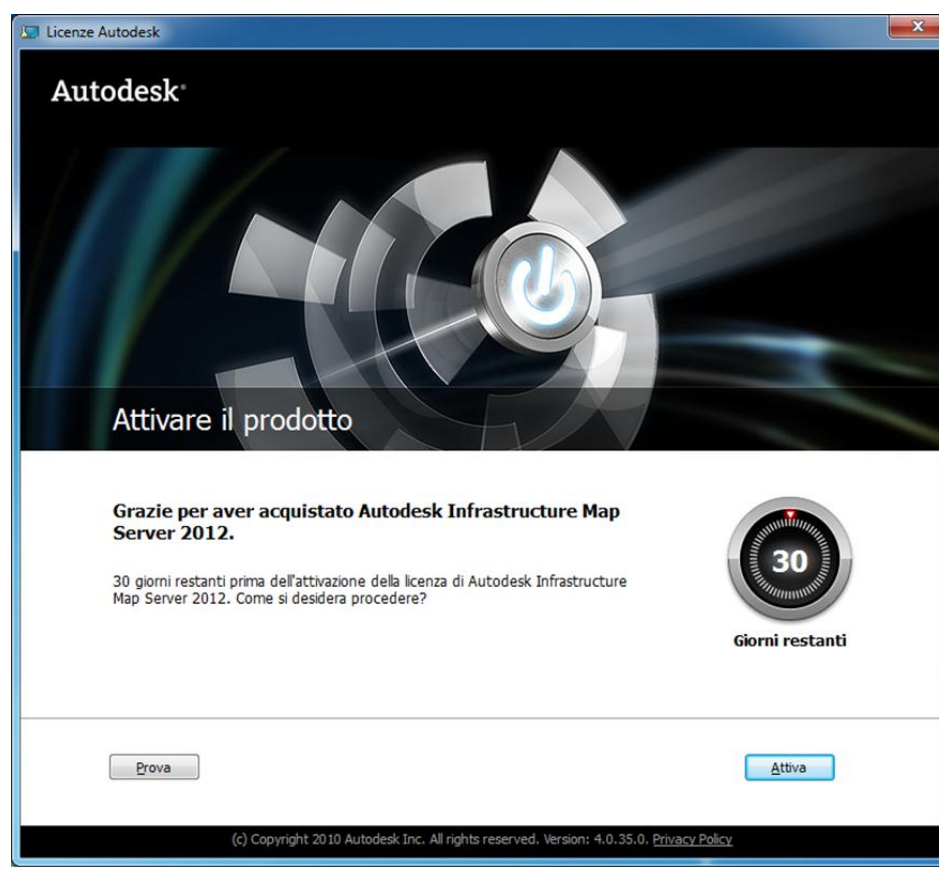 Licenze Autodesk
Autodesk®
Attivare il prodotto
Grazie per aver acquistato Autodesk Infrastructure Map
Server 2012.
30 giorni restanti prima dell'attivazione della licenza di Autodesk Infrastructure
Map Server 2012. Come si desidera procedere?
30
Giorni restanti
Prova
Attiva
(c) Copyright 2010 Autodesk Inc. All rights reserved. Version: 4.0.35.0. Privacy Policy